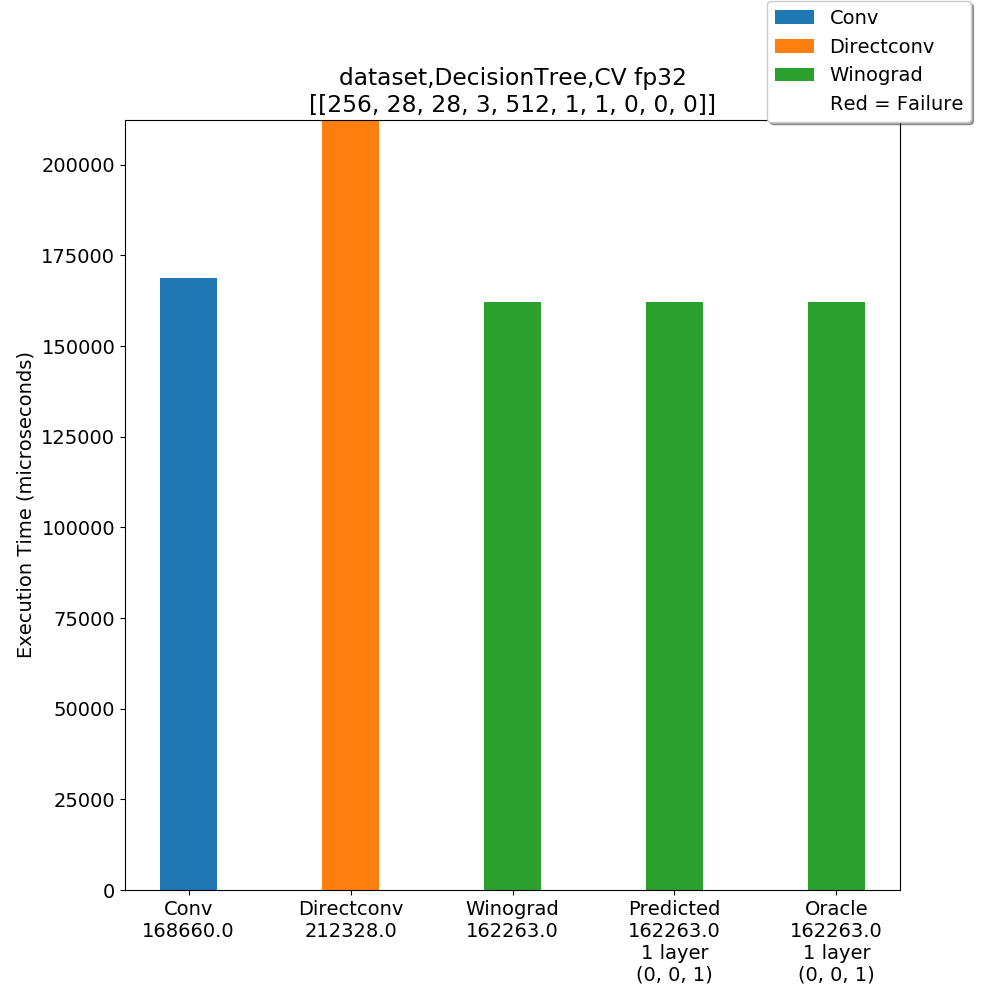 Conv
Directconv
Winograd
Red = Failure
dataset,DecisionTree,CV fp32
[[256, 28, 28, 3, 512, 1, 1, 0, 0, 0]]
Execution Time (microseconds)
200000
175000
150000
125000
100000
75000
50000
25000
0
Conv
168660.0
Directconv
212328.0
Winograd
162263.0
Predicted
162263.0
1 layer
(0, 0, 1)
Oracle
162263.0
1 layer
(0, 0, 1)